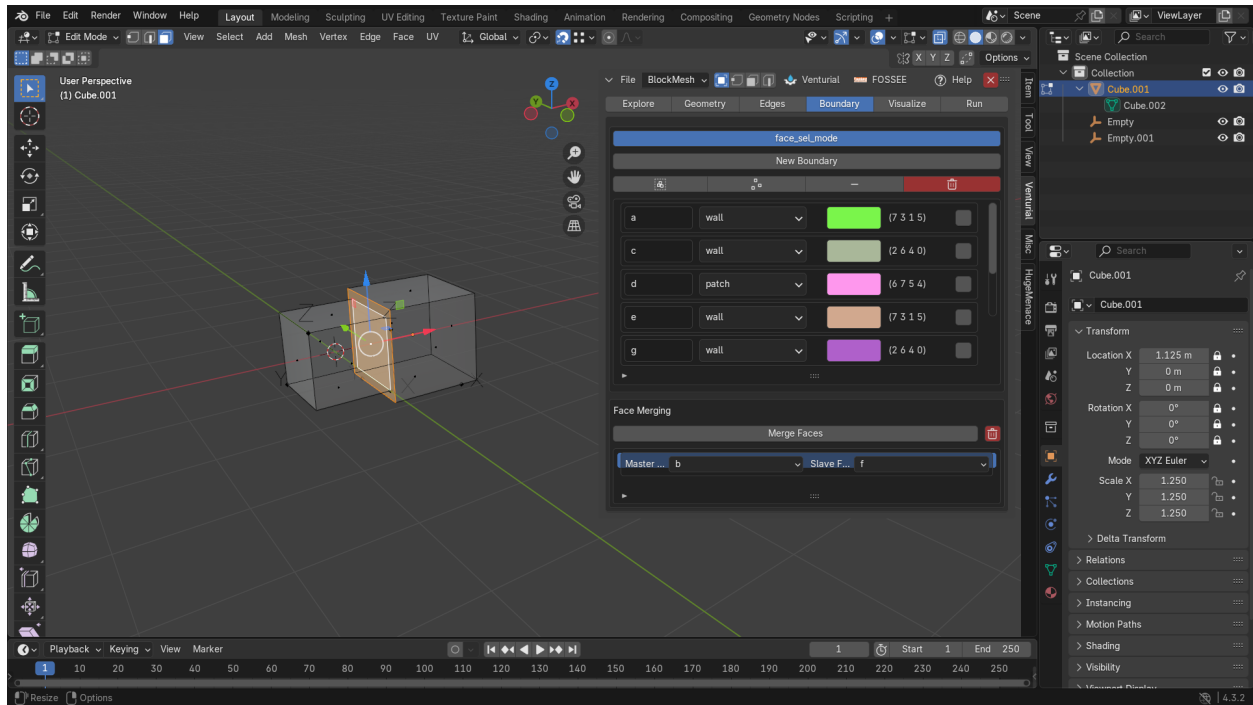 File Edit Render Window Help Layout Modeling Sculpting UV Editing Texture Paint Shading Animation Rendering Compositing Geometry Nodes Scripting + Scene ViewLayer
Edit Mode View Select Add Mesh Vertex Edge Face UV Global Search
X Y Z Options Scene Collection
User Perspective
(1) Cube.001
Z
Y
X
File BlockMesh Venturial FOSSEE Help
Explore Geometry Edges Boundary Visualize Run
face_sel_mode
New Boundary
a wall (7 3 1 5)
c wall (2 6 4 0)
d patch (6 7 5 4)
e wall (7 3 1 5)
g wall (2 6 4 0)
Face Merging
Merge Faces
Master ... b Slave F... f
Item
Tool
View
Venturial
Misc
HugeMenace
Collection
Cube.001
Cube.002
Empty
Empty.001
Search
Cube.001
Cube.001
Transform
Location X 1.125 m
Y 0 m
Z 0 m
Rotation X 0°
Y 0°
Z 0°
Mode XYZ Euler
Scale X 1.250
Y 1.250
Z 1.250
Delta Transform
Relations
Collections
Instancing
Motion Paths
Shading
Visibility
Viewport Display
Playback Keying View Marker 1 Start 1 End 250
1 10 20 30 40 50 60 70 80 90 100 110 120 130 140 150 160 170 180 190 200 210 220 230 240 250
Resize Options 4.3.2